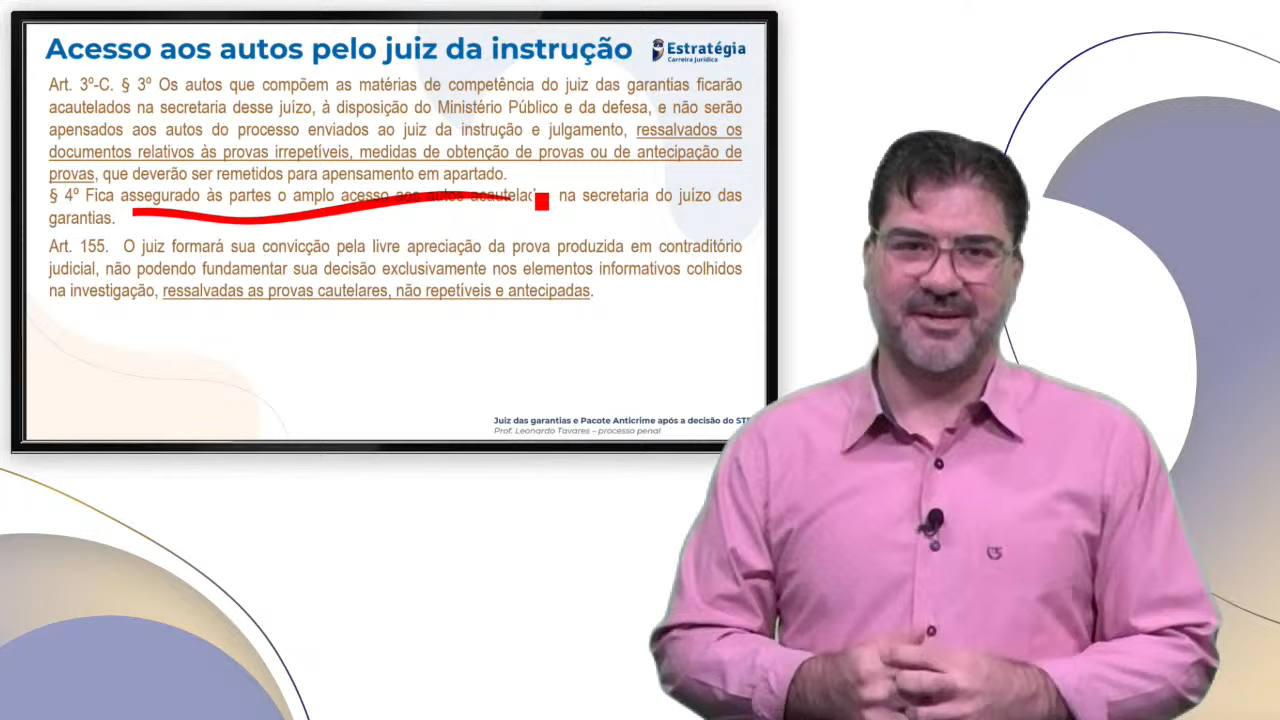 Acesso aos autos pelo juiz da instrução
Estratégia
Carreira Jurídica
Art. 3º-C. § 3º Os autos que compõem as matérias de competência do juiz das garantias ficarão
acautelados na secretaria desse juízo, à disposição do Ministério Público e da defesa, e não serão
apensados aos autos do processo enviados ao juiz da instrução e julgamento, ressalvados os
documentos relativos às provas irrepetíveis, medidas de obtenção de provas ou de antecipação de
provas, que deverão ser remetidos para apensamento em apartado.
§ 4º Fica assegurado às partes o amplo acesso aos autos na secretaria do juízo das
garantias.
Art. 155. O juiz formará sua convicção pela livre apreciação da prova produzida em contraditório
judicial, não podendo fundamentar sua decisão exclusivamente nos elementos informativos colhidos
na investigação, ressalvadas as provas cautelares, não repetíveis e antecipadas.
Juiz das garantias e Pacote Anticrime após a decisão do
Prof. Leonardo Tavares – processo penal